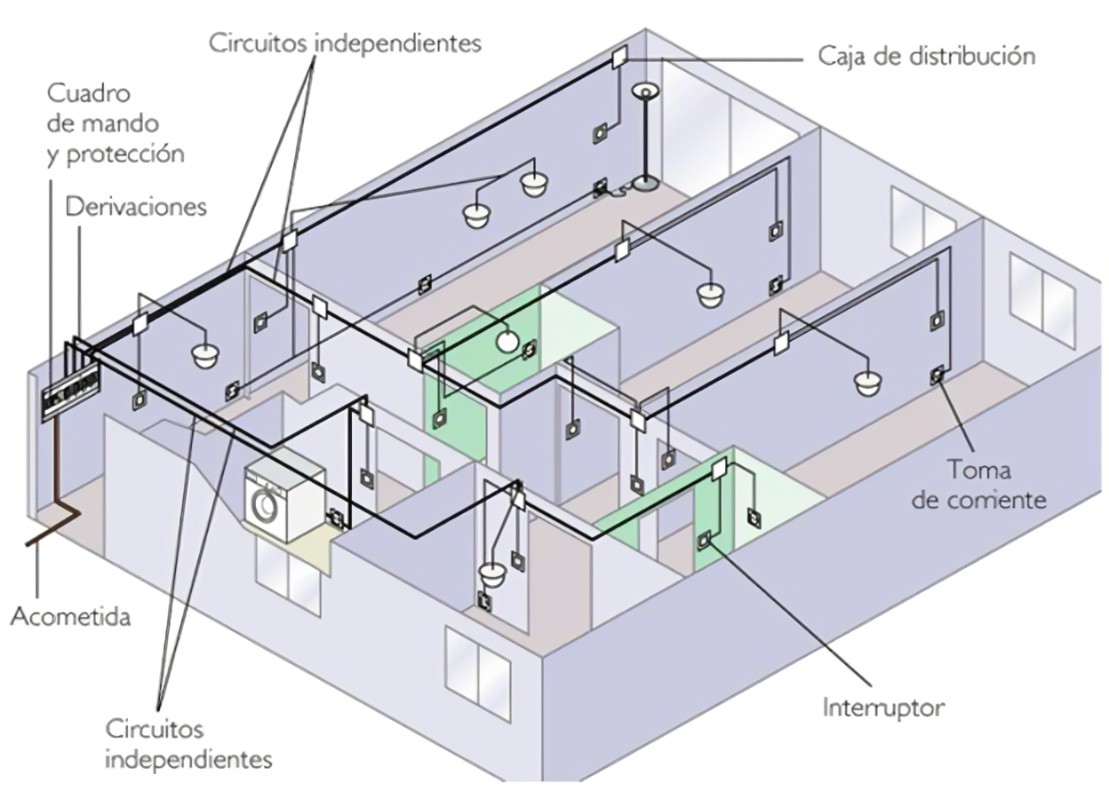 Circuitos independientes
Caja de distribución
Cuadro
de mando
y protección
Derivaciones
Toma
de corriente
Acometida
Interruptor
Circuitos
independientes